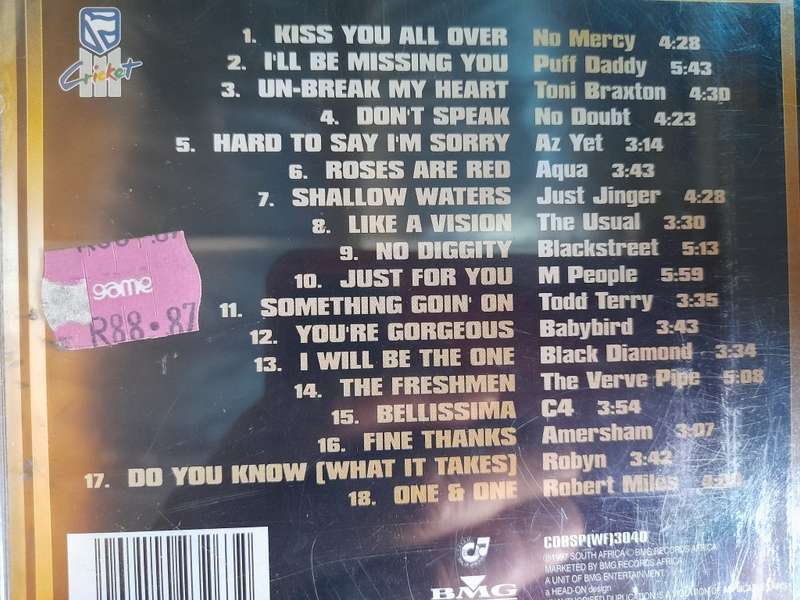 Cricket
1. KISS YOU ALL OVER No Mercy 4:28
2. I'LL BE MISSING YOU Puff Daddy 5:43
3. UN-BREAK MY HEART Toni Braxton 4:30
4. DON'T SPEAK No Doubt 4:23
5. HARD TO SAY I'M SORRY Az Yet 3:14
6. ROSES ARE RED Aqua 3:43
7. SHALLOW WATERS Just Jinger 4:28
8. LIKE A VISION The Usual 3:30
9. NO DIGGITY Blackstreet 5:13
10. JUST FOR YOU M People 5:59
11. SOMETHING GOIN' ON Todd Terry 3:35
12. YOU'RE GORGEOUS Babybird 3:43
13. I WILL BE THE ONE Black Diamond 3:34
14. THE FRESHMEN The Verve Pipe 5:08
15. BELLISSIMA C4 3:54
16. FINE THANKS Amersham 3:07
17. DO YOU KNOW (WHAT IT TAKES) Robyn 3:42
18. ONE & ONE Robert Miles
game
R88.87
CDBSP(WF)3040
℗1997 SOUTH AFRICA © BMG RECORDS AFRICA
MARKETED BY BMG RECORDS AFRICA
A UNIT OF BMG ENTERTAINMENT
a HEAD ON design
DUPLICATION IS A VIOLATION OF
BMG